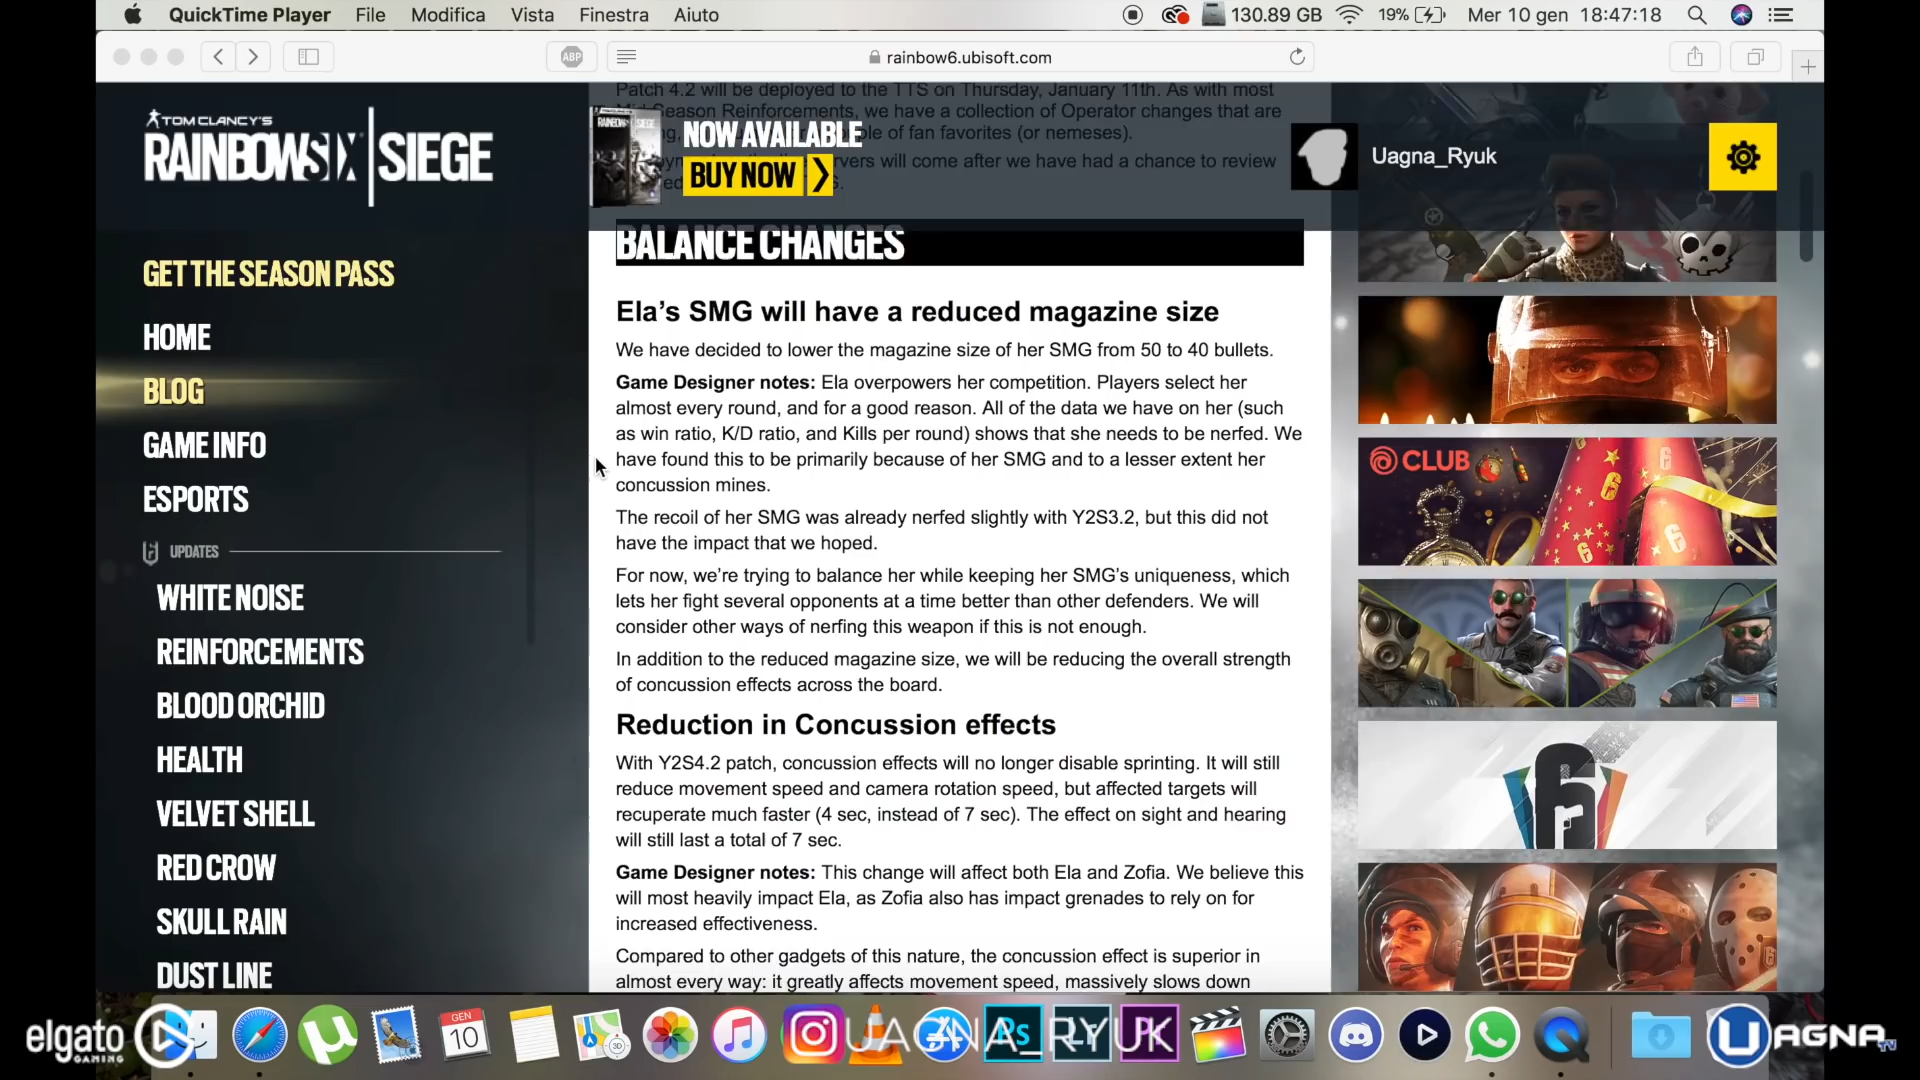 QuickTime Player File Modifica Vista Finestra Aiuto 130.89 GB 19% Mer 10 gen 18:47:18
ABP rainbow6.ubisoft.com
Patch 4.2 will be deployed to the TTS on Thursday, January 11th. As with most
Mid-Season Reinforcements, we have a collection of Operator changes that are
of fan favorites (or nemeses).
servers will come after we have had a chance to review
TOM CLANCY'S
RAINBOW SIX | SIEGE
RAINBOW SIX SIEGE
NOW AVAILABLE
BUY NOW
Uagna_Ryuk
GET THE SEASON PASS
HOME
BLOG
GAME INFO
ESPORTS
UPDATES
WHITE NOISE
REINFORCEMENTS
BLOOD ORCHID
HEALTH
VELVET SHELL
RED CROW
SKULL RAIN
DUST LINE
BALANCE CHANGES
Ela's SMG will have a reduced magazine size
We have decided to lower the magazine size of her SMG from 50 to 40 bullets.
Game Designer notes: Ela overpowers her competition. Players select her
almost every round, and for a good reason. All of the data we have on her (such
as win ratio, K/D ratio, and Kills per round) shows that she needs to be nerfed. We
have found this to be primarily because of her SMG and to a lesser extent her
concussion mines.
The recoil of her SMG was already nerfed slightly with Y2S3.2, but this did not
have the impact that we hoped.
For now, we're trying to balance her while keeping her SMG's uniqueness, which
lets her fight several opponents at a time better than other defenders. We will
consider other ways of nerfing this weapon if this is not enough.
In addition to the reduced magazine size, we will be reducing the overall strength
of concussion effects across the board.
Reduction in Concussion effects
With Y2S4.2 patch, concussion effects will no longer disable sprinting. It will still
reduce movement speed and camera rotation speed, but affected targets will
recuperate much faster (4 sec, instead of 7 sec). The effect on sight and hearing
will still last a total of 7 sec.
Game Designer notes: This change will affect both Ela and Zofia. We believe this
will most heavily impact Ela, as Zofia also has impact grenades to rely on for
increased effectiveness.
Compared to other gadgets of this nature, the concussion effect is superior in
almost every way: it greatly affects movement speed, massively slows down
CLUB
6
6
6
6
6
elgato
GAMING
GEN
10
3D
Ps
Lr
UAGNA_RYUK
UAGNA TV